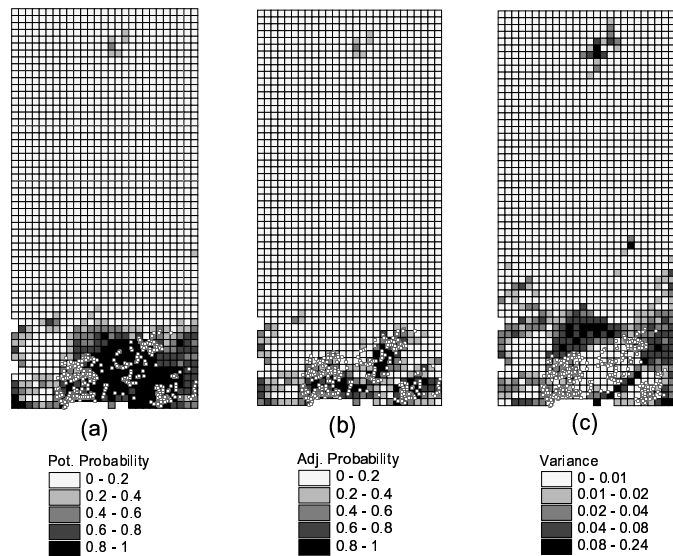 (a)
(b)
(c)
Pot. Probability
0 - 0.2
0.2 - 0.4
0.4 - 0.6
0.6 - 0.8
0.8 - 1
Adj. Probability
0 - 0.2
0.2 - 0.4
0.4 - 0.6
0.6 - 0.8
0.8 - 1
Variance
0 - 0.01
0.01 - 0.02
0.02 - 0.04
0.04 - 0.08
0.08 - 0.24